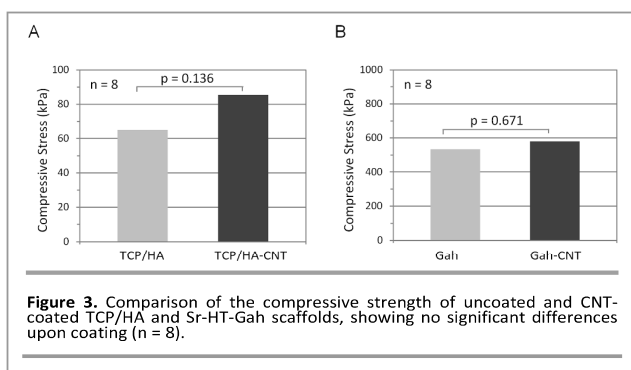 A
B
100
80
60
40
20
0
Compressive Stress (kPa)
n = 8
p = 0.136
TCP/HA
TCP/HA-CNT
1000
800
600
400
200
0
Compressive Stress (kPa)
n = 8
p = 0.671
Gah
Gah-CNT
Figure 3. Comparison of the compressive strength of uncoated and CNT-
coated TCP/HA and Sr-HT-Gah scaffolds, showing no significant differences
upon coating (n = 8).